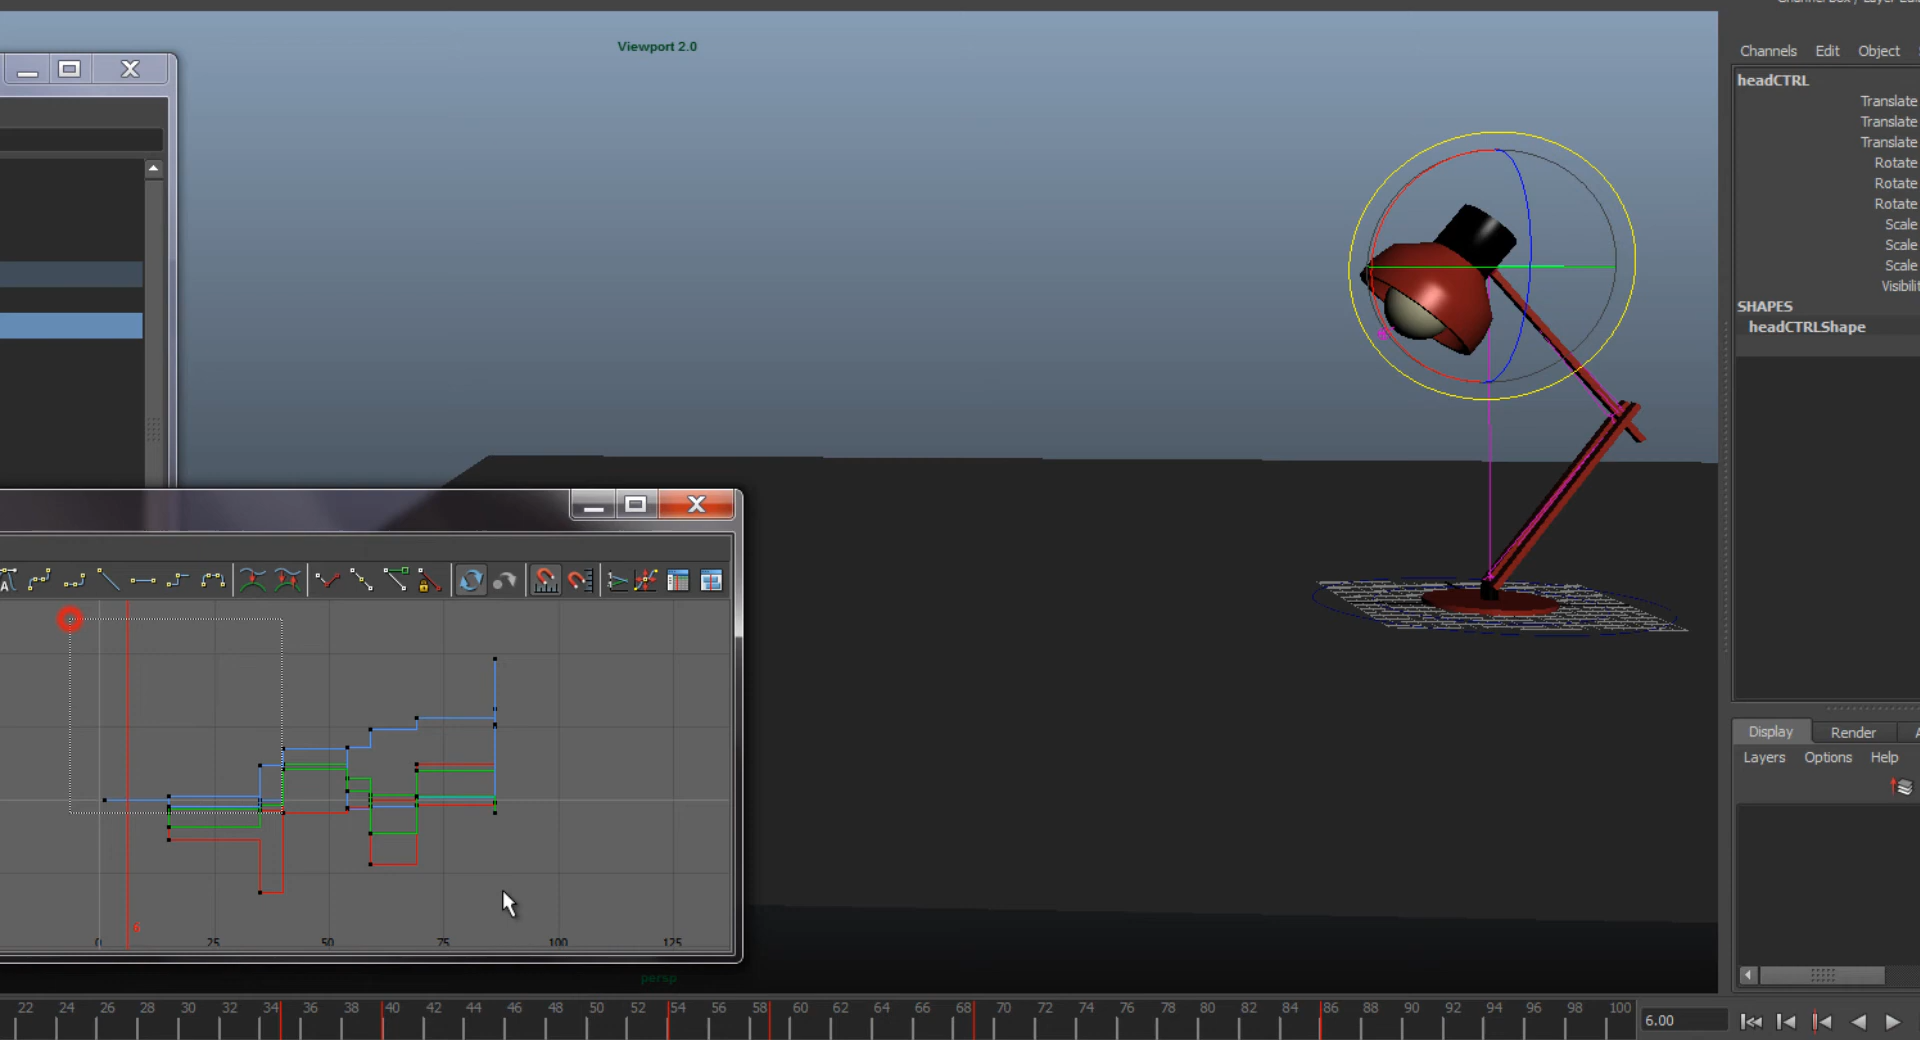 Viewport 2.0
Channels Edit Object
headCTRL
Translate
Translate
Translate
Rotate
Rotate
Rotate
Scale
Scale
Scale
SHAPES
headCTRLShape
Display Render
Layers Options Help
6
0 25 50 75 100 125
persp
22 24 26 28 30 32 34 36 38 40 42 44 46 48 50 52 54 56 58 60 62 64 66 68 70 72 74 76 78 80 82 84 86 88 90 92 94 96 98 100
6.00